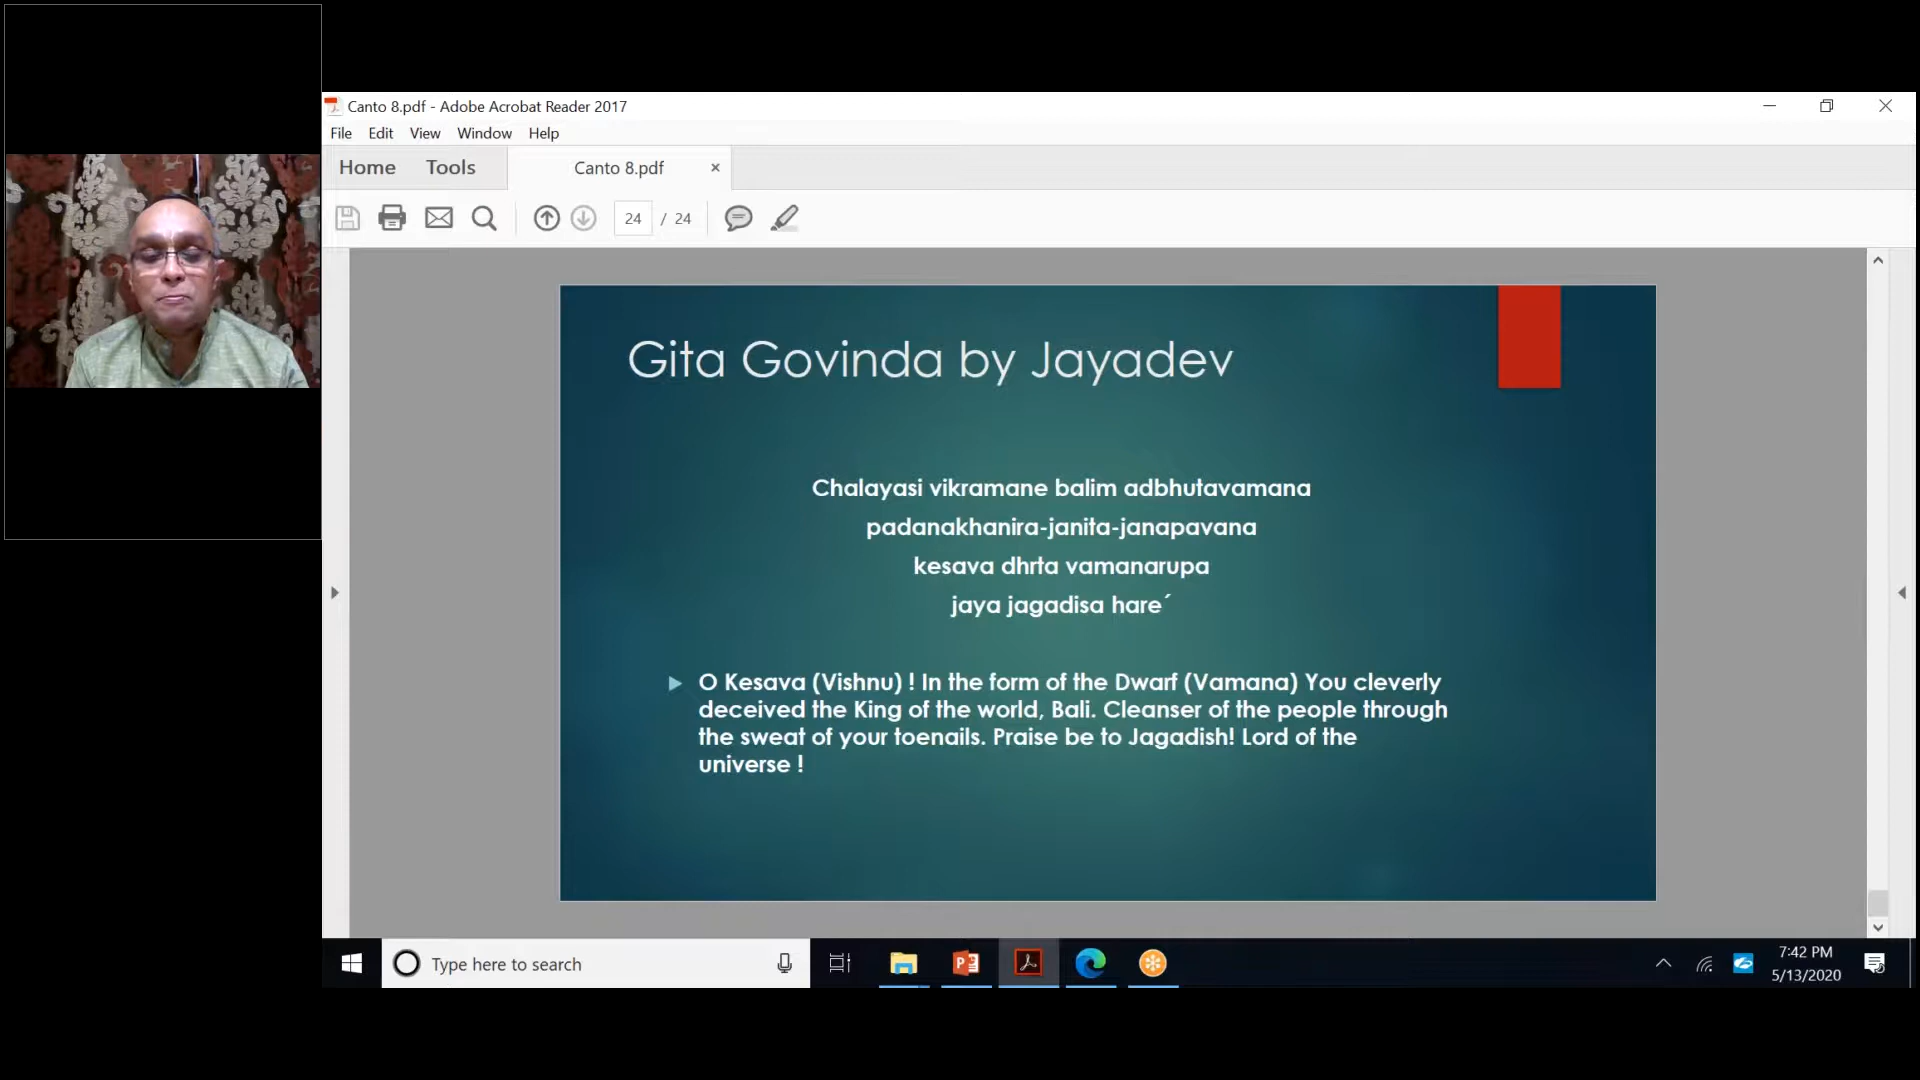 Canto 8.pdf - Adobe Acrobat Reader 2017
File Edit View Window Help
Home Tools Canto 8.pdf ×
24 / 24
Gita Govinda by Jayadev
Chalayasi vikramane balim adbhutavamana
padanakhanira-janita-janapavana
kesava dhrta vamanarupa
jaya jagadisa hare´
O Kesava (Vishnu) ! In the form of the Dwarf (Vamana) You cleverly
deceived the King of the world, Bali. Cleanser of the people through
the sweat of your toenails. Praise be to Jagadish! Lord of the
universe !
Type here to search
7:42 PM
5/13/2020